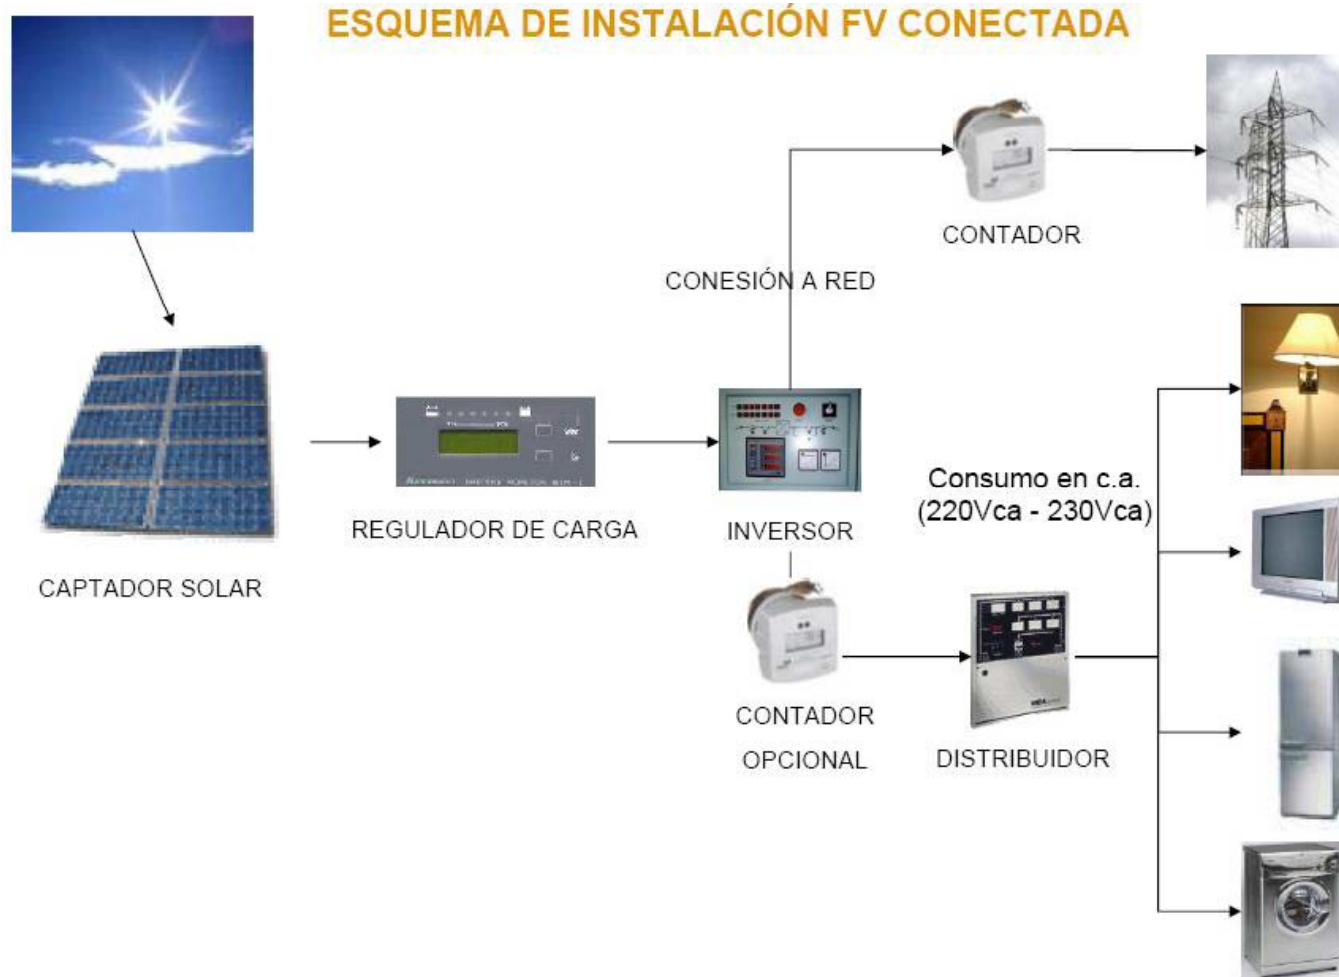 ESQUEMA DE INSTALACIÓN FV CONECTADA
CONTADOR
CONESIÓN A RED
Consumo en c.a.
(220Vca - 230Vca)
REGULADOR DE CARGA
INVERSOR
CAPTADOR SOLAR
CONTADOR
OPCIONAL
DISTRIBUIDOR